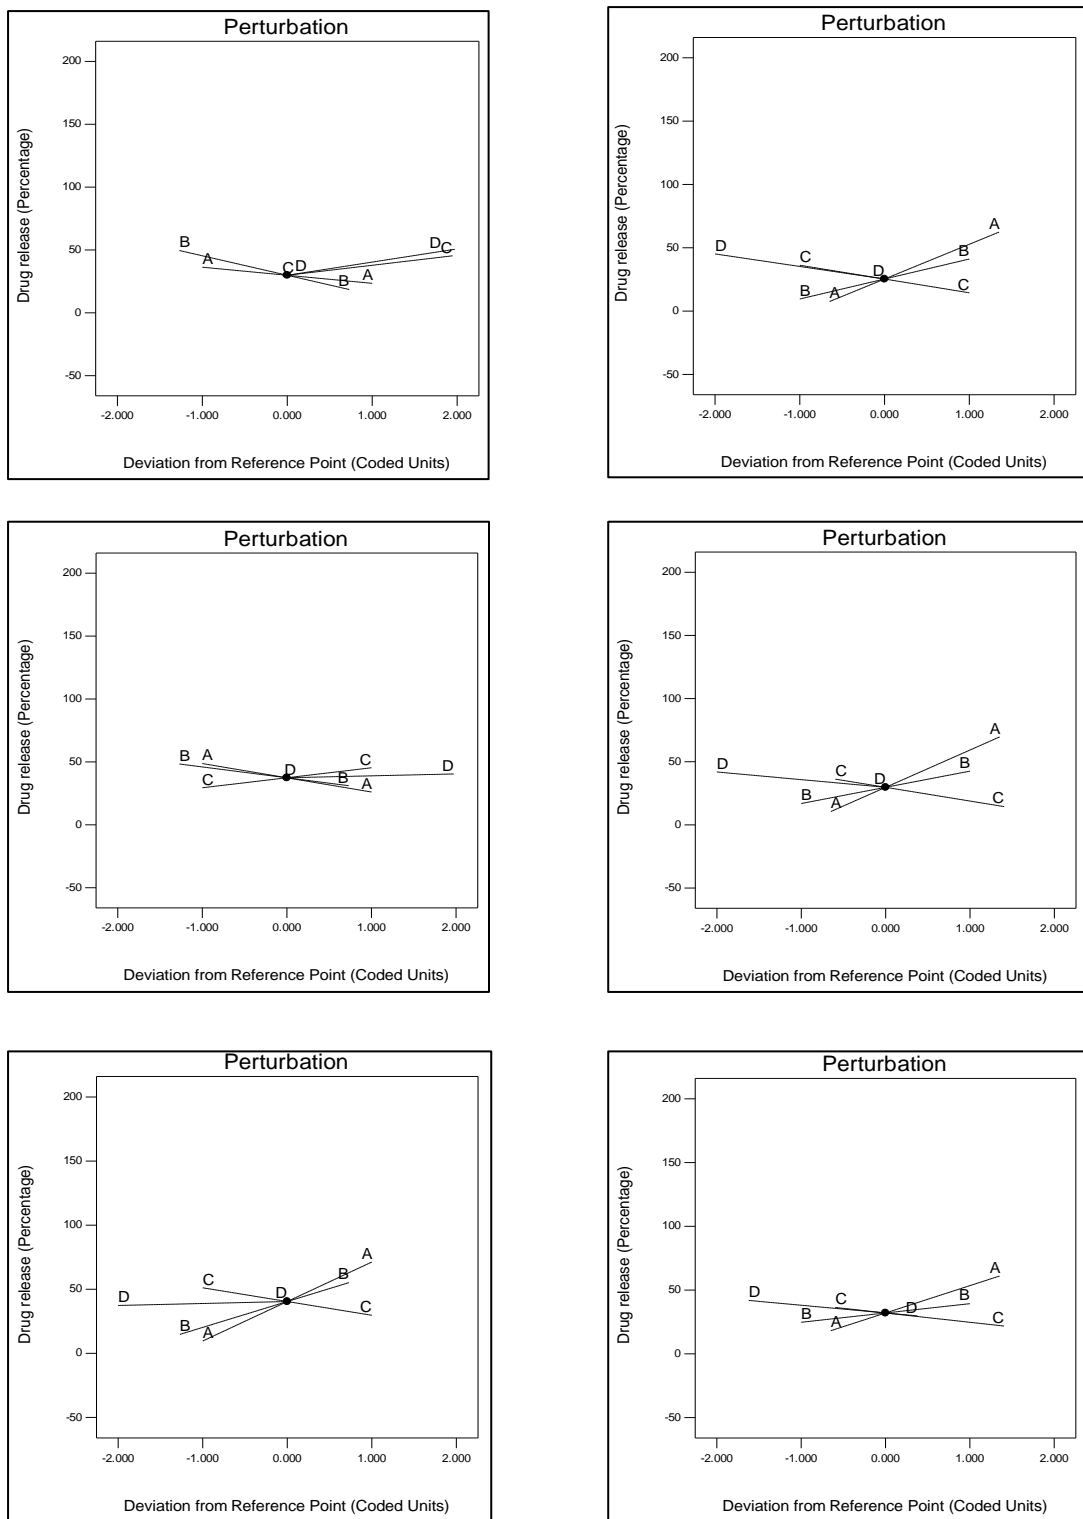 Perturbation
200
150
100
50
0
-50
Drug release (Percentage)
B
A
C
D
B
A
D
C
-2.000 -1.000 0.000 1.000 2.000
Deviation from Reference Point (Coded Units)
Perturbation
200
150
100
50
0
-50
Drug release (Percentage)
D
C
B
A
D
A
B
C
-2.000 -1.000 0.000 1.000 2.000
Deviation from Reference Point (Coded Units)
Perturbation
200
150
100
50
0
-50
Drug release (Percentage)
B
A
C
D
B
C
A
D
-2.000 -1.000 0.000 1.000 2.000
Deviation from Reference Point (Coded Units)
Perturbation
200
150
100
50
0
-50
Drug release (Percentage)
D
C
B
A
D
A
B
C
-2.000 -1.000 0.000 1.000 2.000
Deviation from Reference Point (Coded Units)
Perturbation
200
150
100
50
0
-50
Drug release (Percentage)
D
C
B
A
D
A
B
C
-2.000 -1.000 0.000 1.000 2.000
Deviation from Reference Point (Coded Units)
Perturbation
200
150
100
50
0
-50
Drug release (Percentage)
D
C
B
A
D
A
B
C
-2.000 -1.000 0.000 1.000 2.000
Deviation from Reference Point (Coded Units)